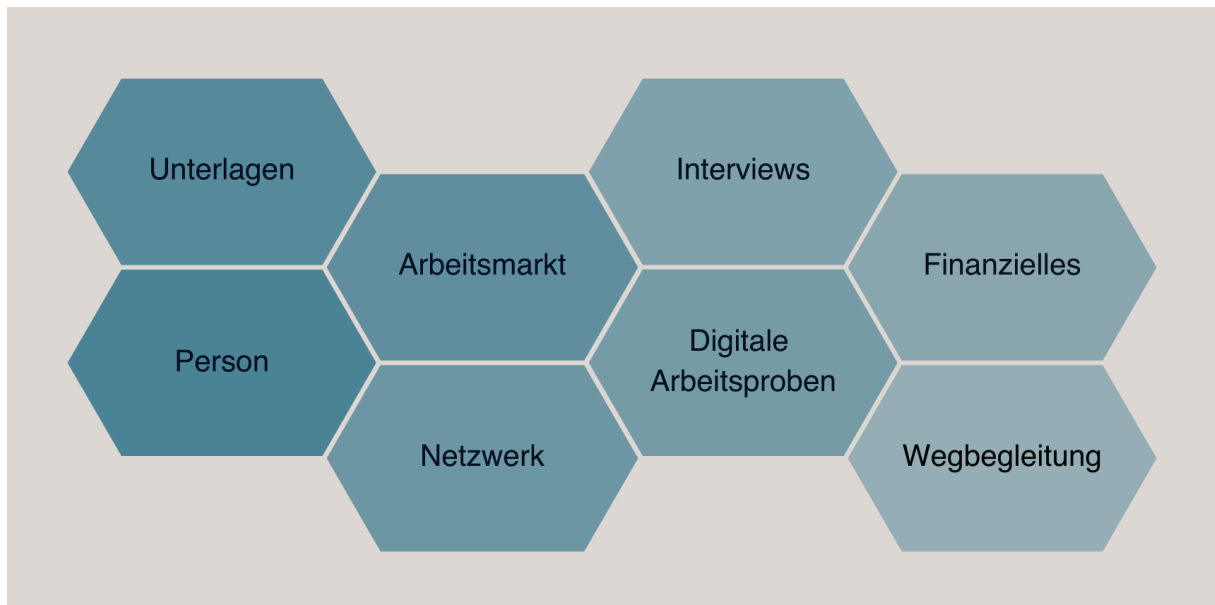 Unterlagen
Interviews
Arbeitsmarkt
Finanzielles
Person
Digitale
Arbeitsproben
Netzwerk
Wegbegleitung